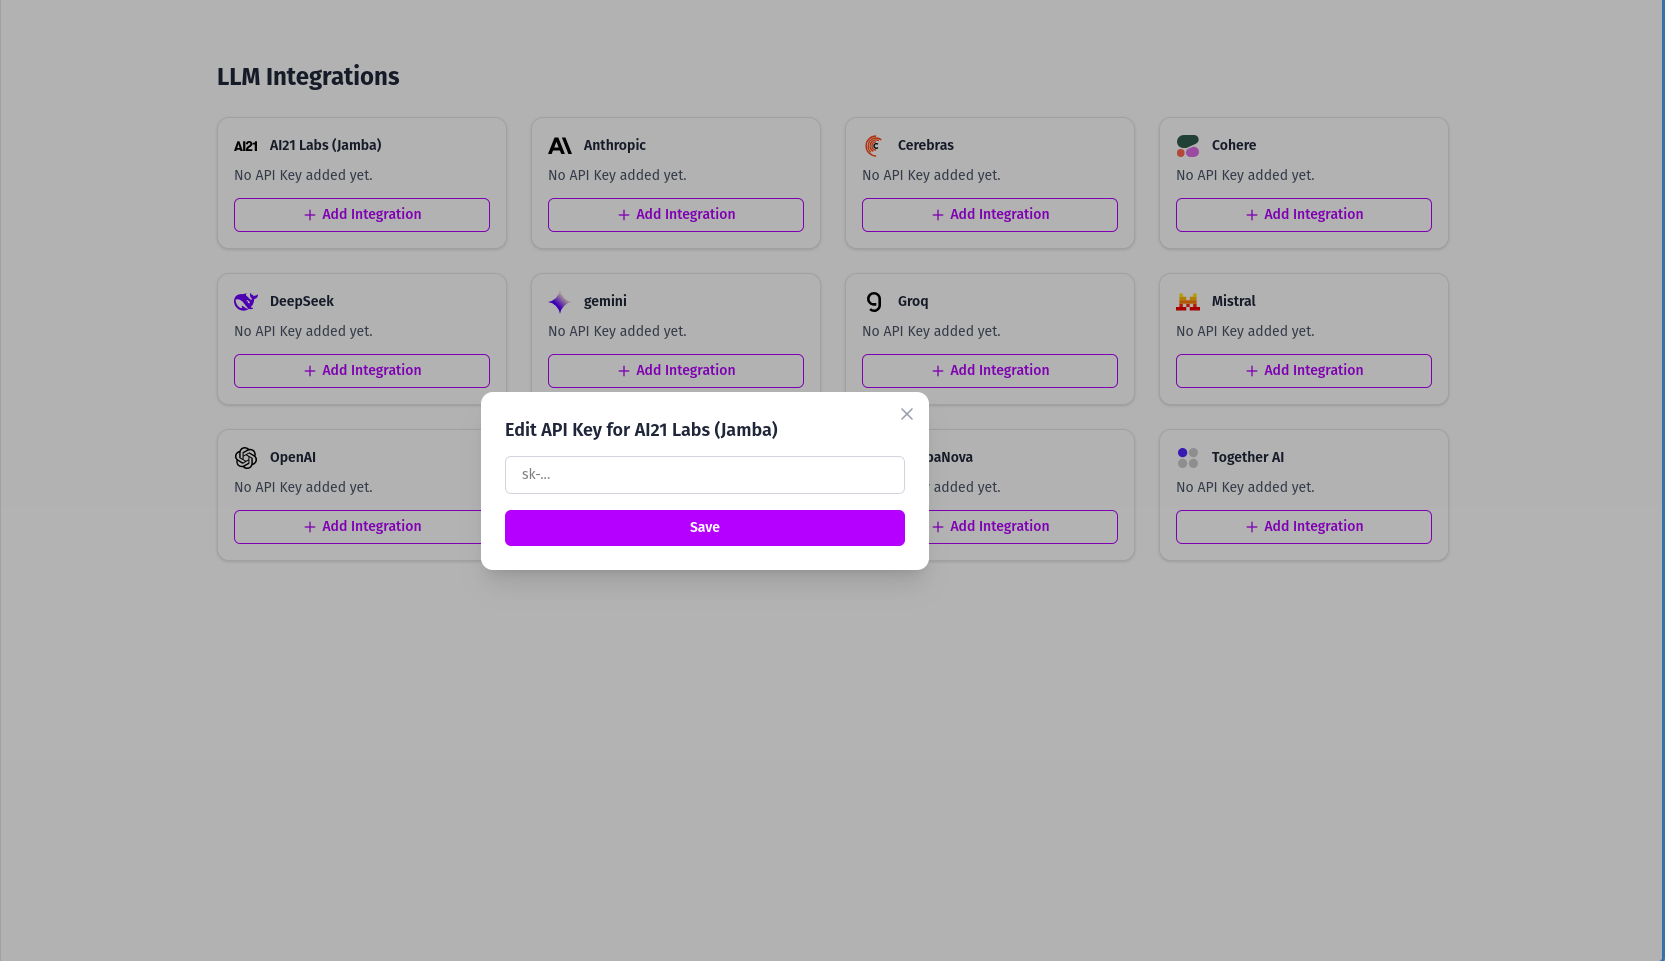 LLM Integrations
AI21 AI21 Labs (Jamba)
No API Key added yet.
+ Add Integration
Anthropic
No API Key added yet.
+ Add Integration
Cerebras
No API Key added yet.
+ Add Integration
Cohere
No API Key added yet.
+ Add Integration
DeepSeek
No API Key added yet.
+ Add Integration
gemini
No API Key added yet.
+ Add Integration
Groq
No API Key added yet.
+ Add Integration
Mistral
No API Key added yet.
+ Add Integration
OpenAI
No API Key added yet.
+ Add Integration
baNova
added yet.
+ Add Integration
Together AI
No API Key added yet.
+ Add Integration
Edit API Key for AI21 Labs (Jamba)
sk-...
Save